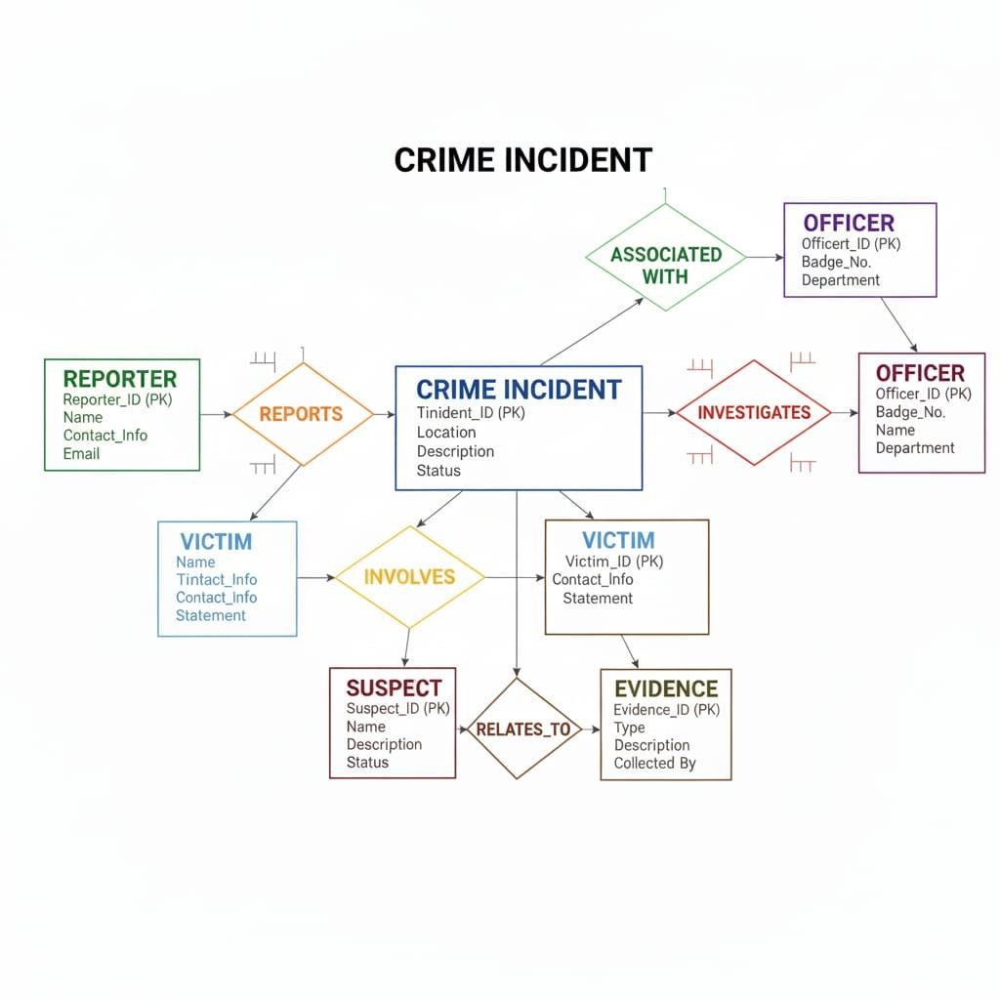 CRIME INCIDENT
ASSOCIATED
WITH
OFFICER
Officert_ID (PK)
Badge_No.
Department
REPORTER
Reporter_ID (PK)
Name
Contact_Info
Email
REPORTS
CRIME INCIDENT
Tinident_ID (PK)
Location
Description
Status
INVESTIGATES
OFFICER
Officer_ID (PK)
Badge_No.
Name
Department
VICTIM
Name
Tintact_Info
Contact_Info
Statement
INVOLVES
VICTIM
Victim_ID (PK)
Contact_Info
Statement
SUSPECT
Suspect_ID (PK)
Name
Description
Status
RELATES_TO
EVIDENCE
Evidence_ID (PK)
Type
Description
Collected By